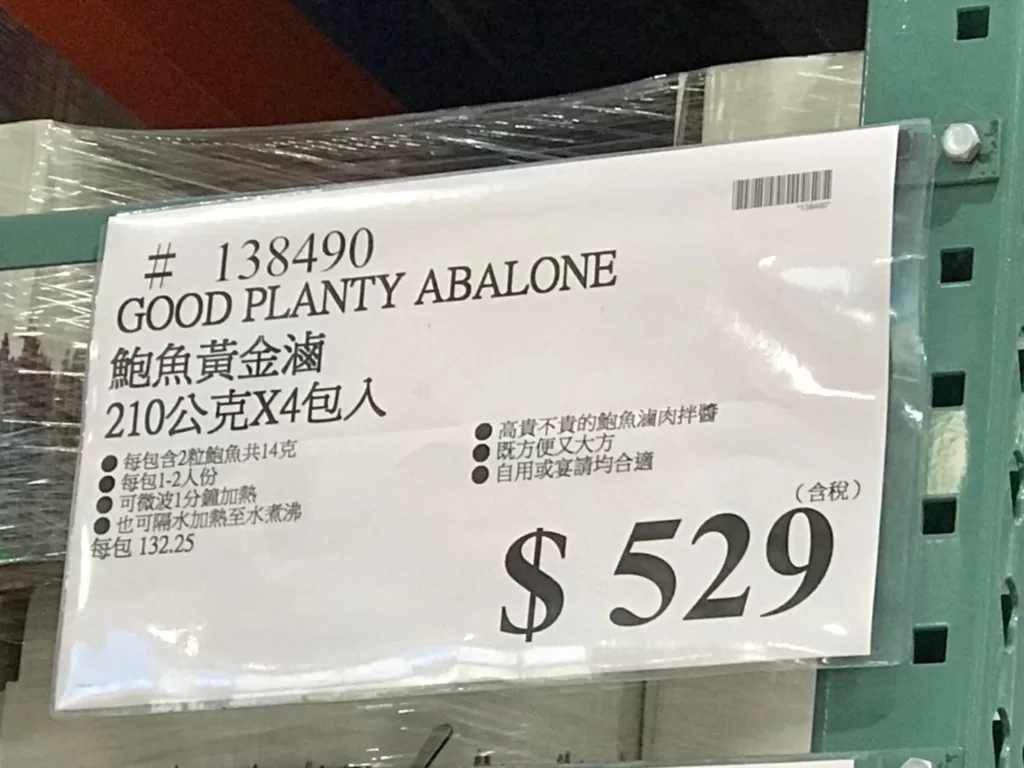 *138490*
# 138490
GOOD PLANTY ABALONE
鮑魚黃金滷
210公克X4包入
●每包含2粒鮑魚共14克
●每包1-2人份
●可微波1分鐘加熱
●也可隔水加熱至水煮沸
每包 132.25
●高貴不貴的鮑魚滷肉拌醬
●既方便又大方
●自用或宴請均合適
（含稅）
$ 529